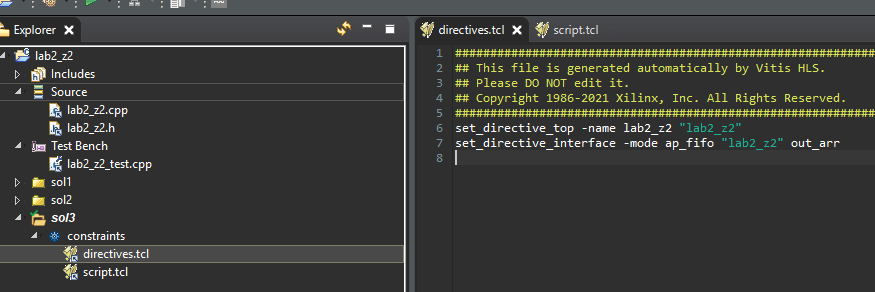 Explorer
lab2_z2
Includes
Source
lab2_z2.cpp
lab2_z2.h
Test Bench
lab2_z2_test.cpp
sol1
sol2
sol3
constraints
directives.tcl
script.tcl
directives.tcl
script.tcl
1 ############################################################
2 ## This file is generated automatically by Vitis HLS.
3 ## Please DO NOT edit it.
4 ## Copyright 1986-2021 Xilinx, Inc. All Rights Reserved.
5 ############################################################
6 set_directive_top -name lab2_z2 "lab2_z2"
7 set_directive_interface -mode ap_fifo "lab2_z2" out_arr
8